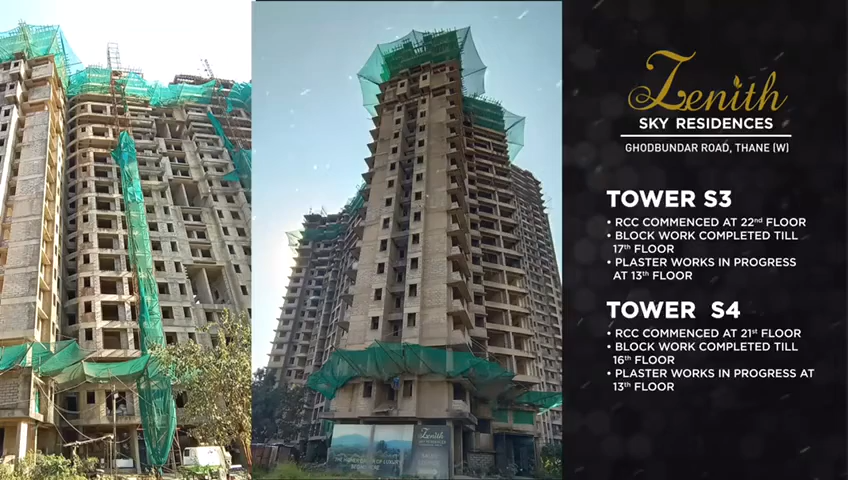 Zenith
SKY RESIDENCES
GHODBUNDAR ROAD, THANE (W)
TOWER S3
• RCC COMMENCED AT 22nd FLOOR
• BLOCK WORK COMPLETED TILL
17th FLOOR
• PLASTER WORKS IN PROGRESS
AT 13th FLOOR
TOWER S4
• RCC COMMENCED AT 21st FLOOR
• BLOCK WORK COMPLETED TILL
16th FLOOR
• PLASTER WORKS IN PROGRESS AT
13th FLOOR
Zenith